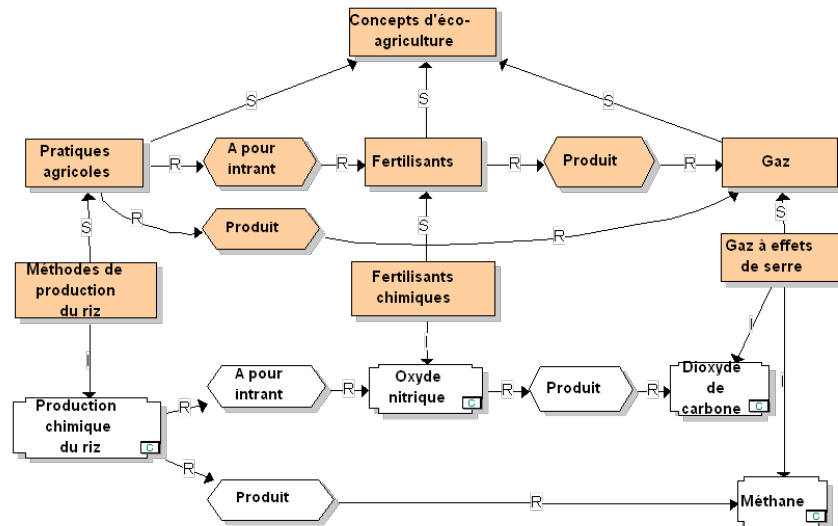 Concepts d'éco-
agriculture
S
S
S
Pratiques
agricoles
R
A pour
intrant
R
Fertilisants
R
Produit
R
Gaz
S
R
Produit
S
R
S
Méthodes de
production
du riz
Fertilisants
chimiques
Gaz à effets
de serre
I
I
I
I
Production
chimique
du riz
C
R
A pour
intrant
R
Oxyde
nitrique
C
R
Produit
R
Dioxyde
de
carbone
C
R
Produit
R
Méthane
C